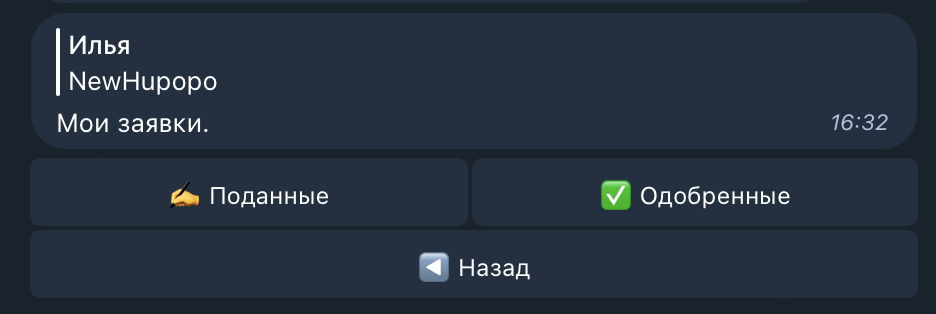 Илья
NewHupopo
Мои заявки.
16:32
✍️ Поданные
✅ Одобренные
◀️ Назад